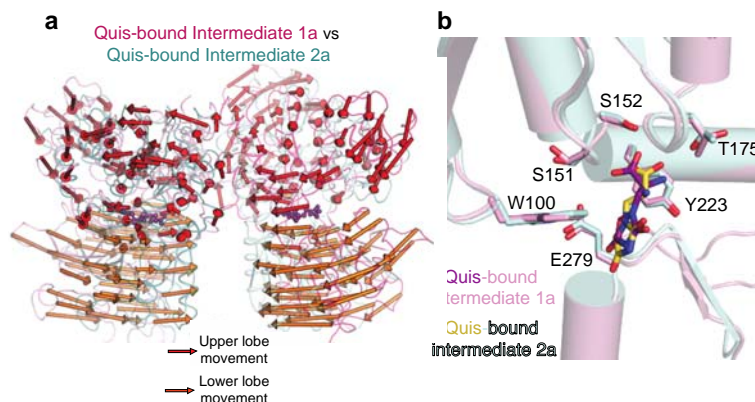 a
Quis-bound Intermediate 1a vs
Quis-bound Intermediate 2a
Upper lobe
movement
Lower lobe
movement
b
S152
T175
S151
W100
Y223
E279
Quis-bound
ntermediate 1a
Quis-bound
intermediate 2a